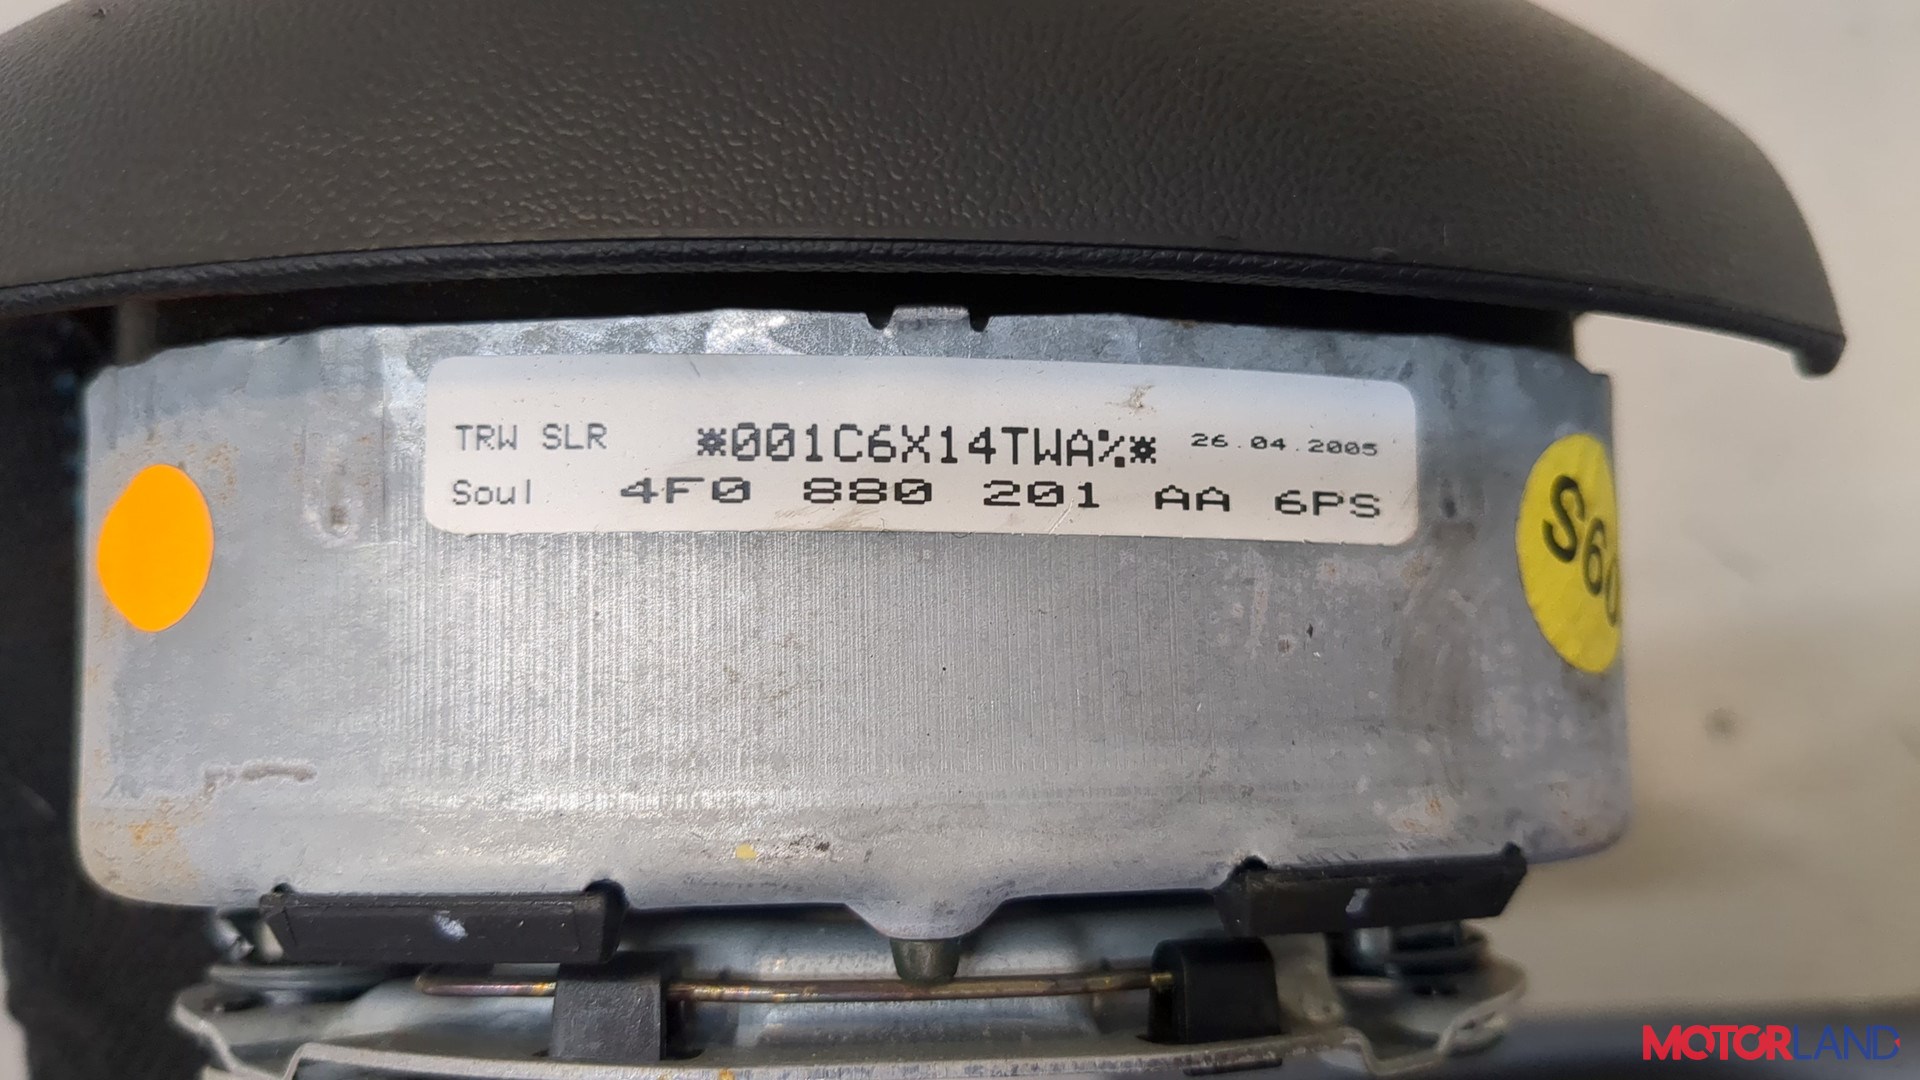 TRW SLR *001C6X14TWA%* 26.04.2005
Soul 4F0 880 201 AA 6PS
S60
MOTORLAND